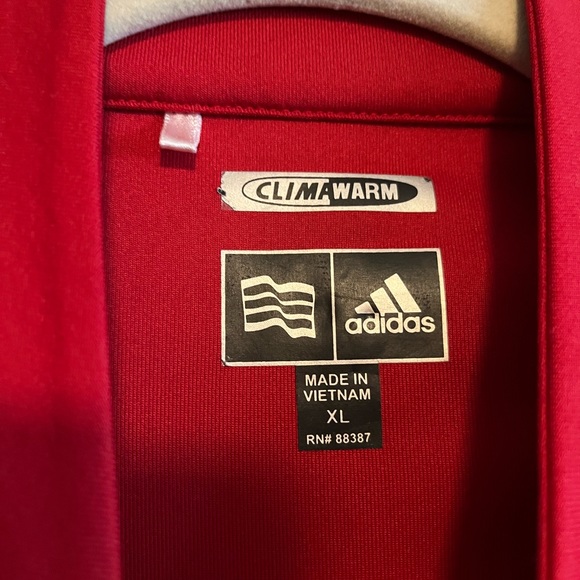 CLIMAWARM
adidas
MADE IN
VIETNAM
XL
RN# 88387